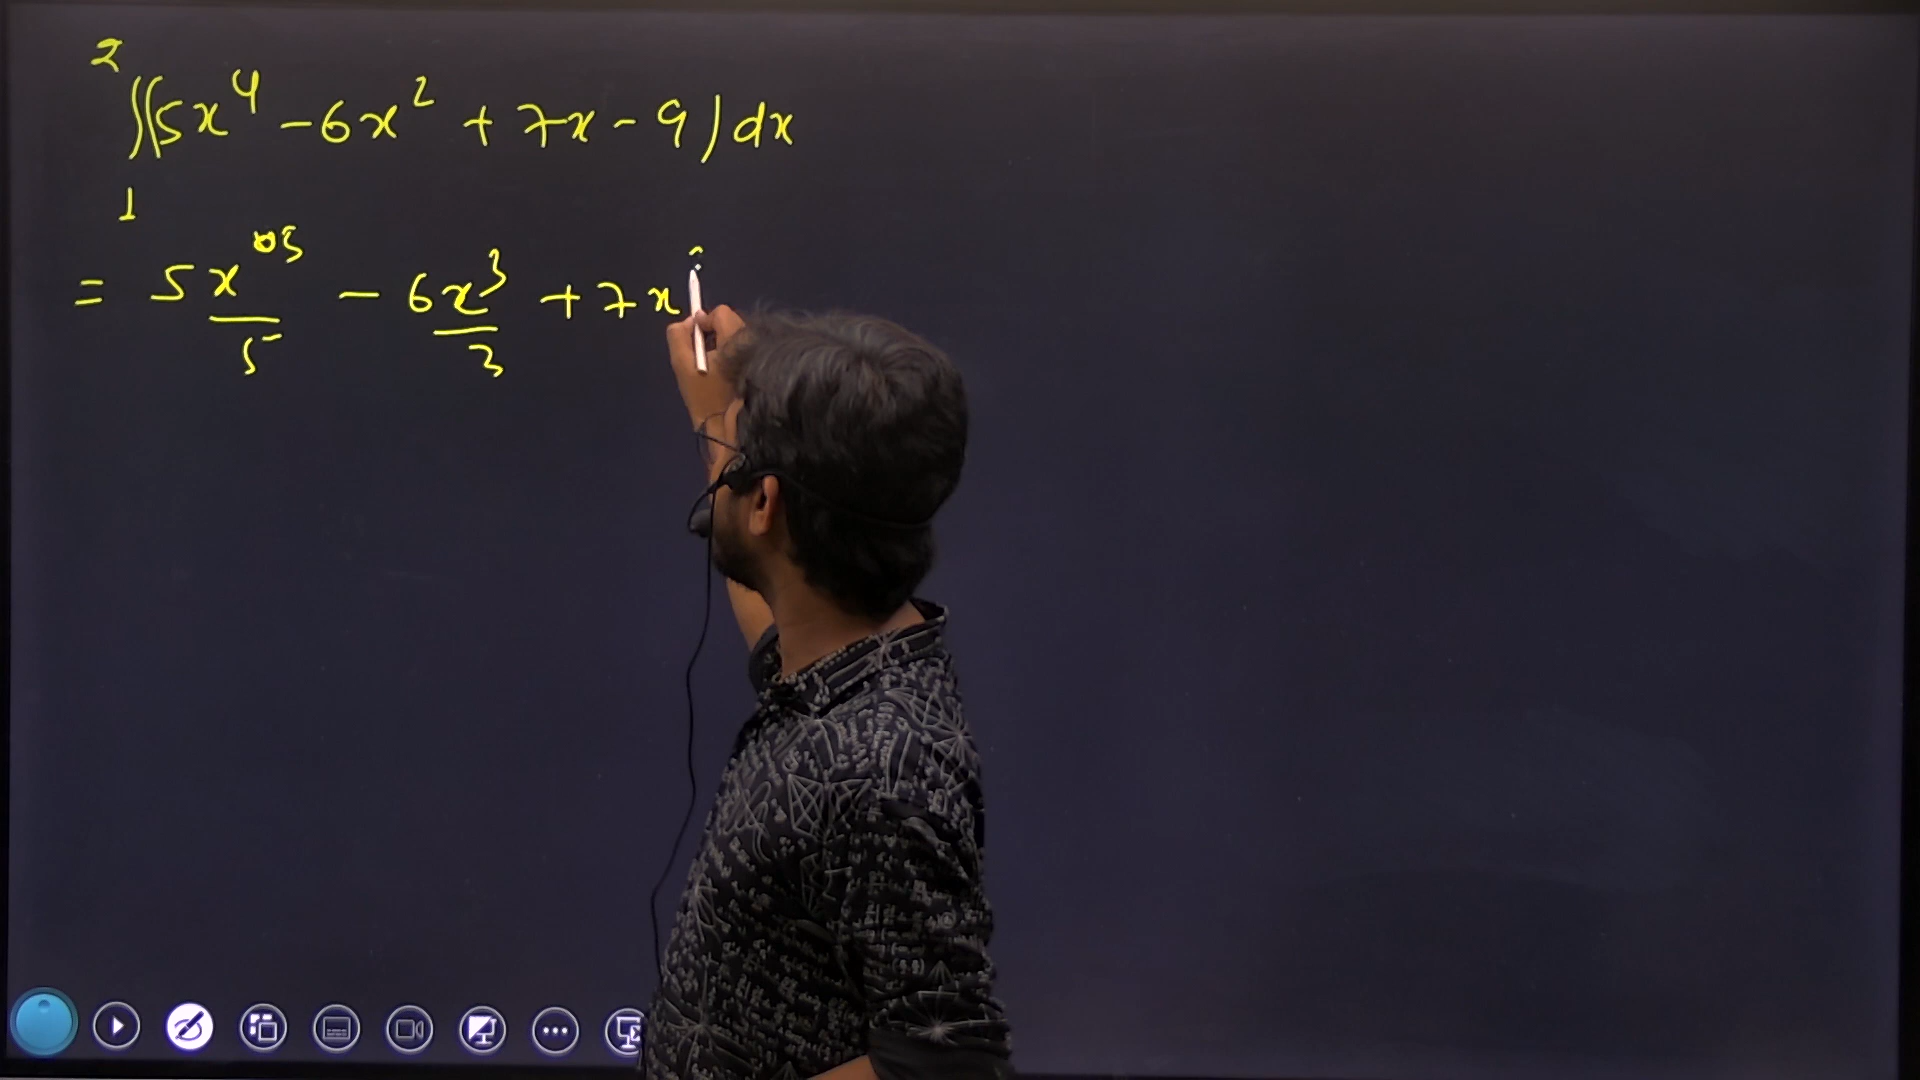 2
∫(5x⁴ - 6x² + 7x - 9)dx
1
= 5x⁵/5 - 6x³/3 + 7x